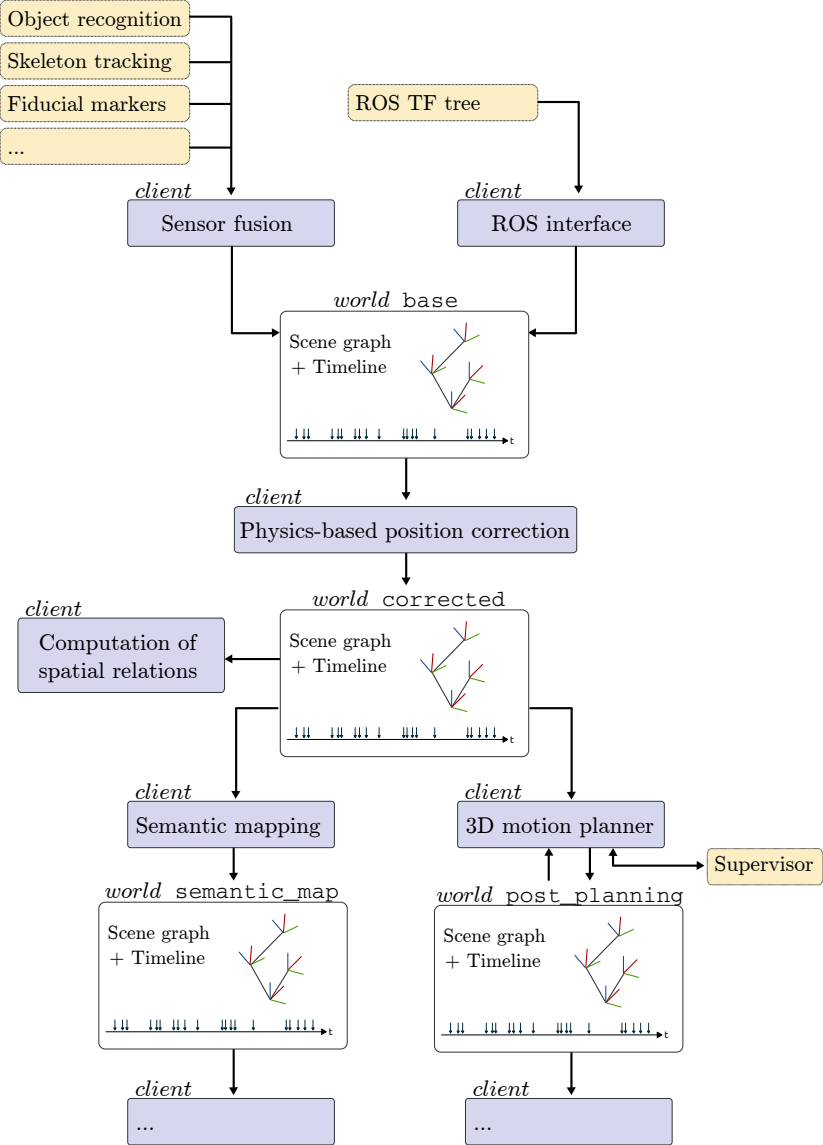 Object recognition
Skeleton tracking
Fiducial markers
...
ROS TF tree
client
Sensor fusion
client
ROS interface
world base
Scene graph
+ Timeline
t
client
Physics-based position correction
world corrected
Scene graph
+ Timeline
t
client
Computation of
spatial relations
client
Semantic mapping
client
3D motion planner
Supervisor
world semantic_map
Scene graph
+ Timeline
t
world post_planning
Scene graph
+ Timeline
t
client
...
client
...